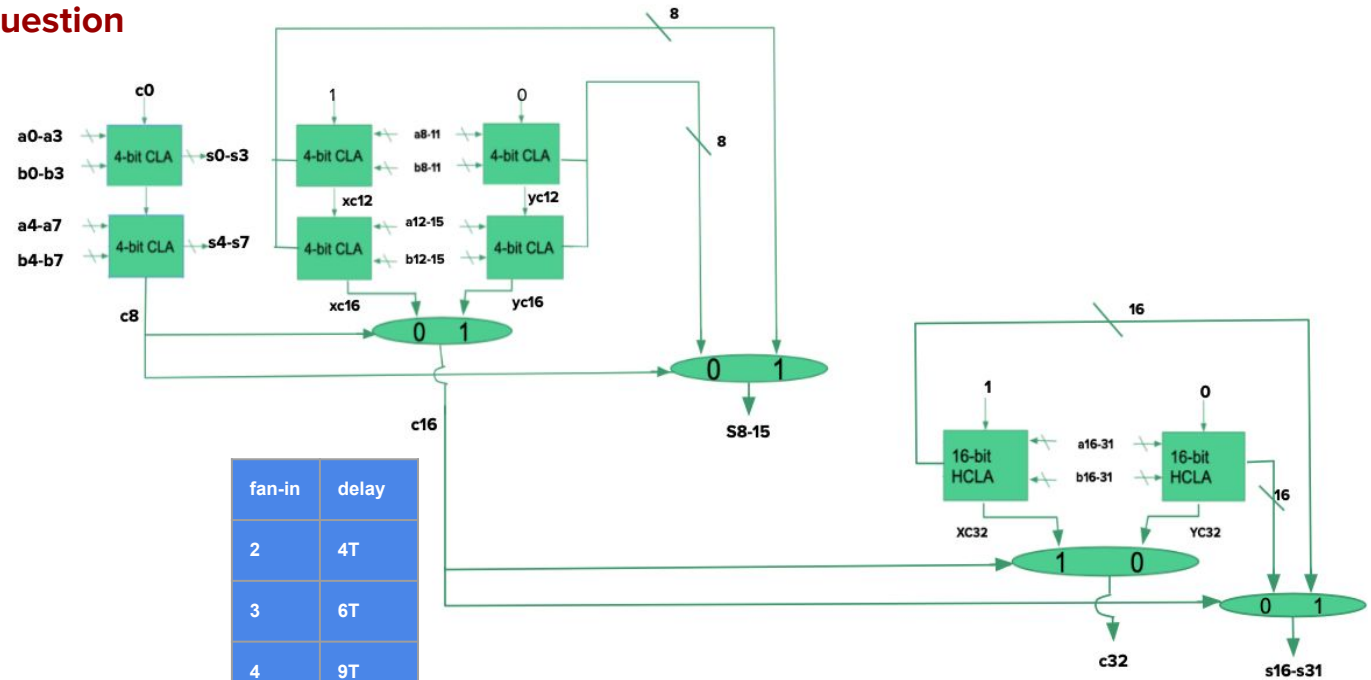 uestion
8
c0
1
0
a0-a3
b0-b3
4-bit CLA
s0-s3
4-bit CLA
a8-11
b8-11
4-bit CLA
8
xc12
yc12
a4-a7
b4-b7
4-bit CLA
s4-s7
4-bit CLA
a12-15
b12-15
4-bit CLA
xc16
yc16
c8
0 1
0 1
S8-15
c16
16
1
0
16-bit
HCLA
a16-31
b16-31
16-bit
HCLA
16
XC32
YC32
1 0
0 1
c32
s16-s31
fan-in delay
2 4T
3 6T
4 9T